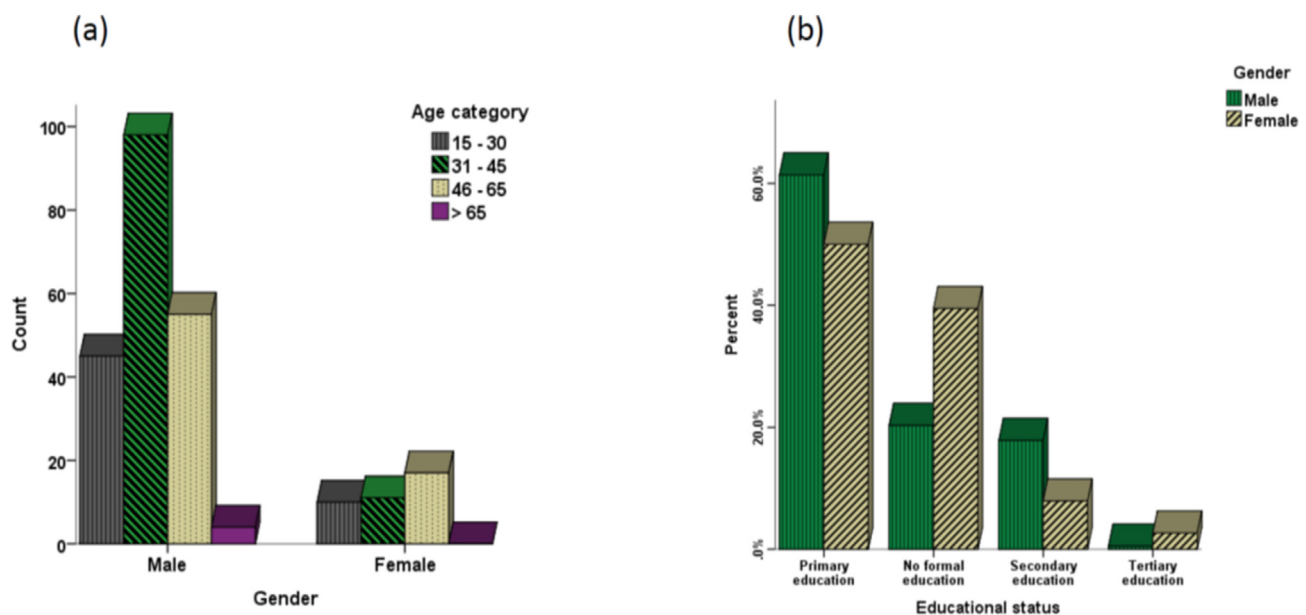 (a)
Count
100
80
60
40
20
0
Age category
15 - 30
31 - 45
46 - 65
> 65
Male Female
Gender
(b)
Gender
Male
Female
Percent
60.0%
40.0%
20.0%
.0%
Primary education
No formal education
Secondary education
Tertiary education
Educational status